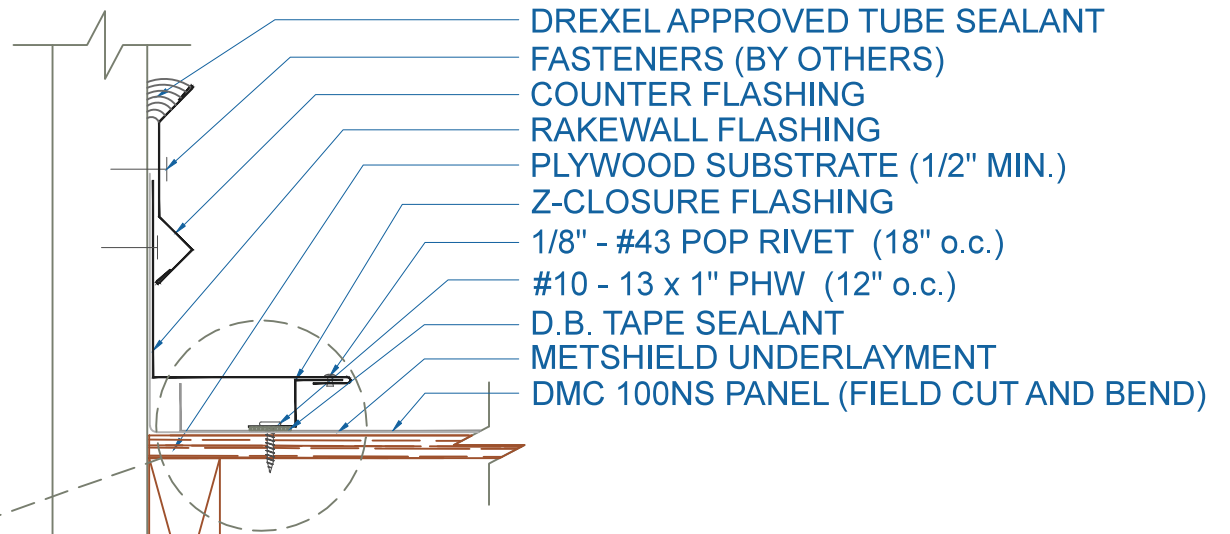 DREXEL APPROVED TUBE SEALANT
FASTENERS (BY OTHERS)
COUNTER FLASHING
RAKEWALL FLASHING
PLYWOOD SUBSTRATE (1/2" MIN.)
Z-CLOSURE FLASHING
1/8" - #43 POP RIVET (18" o.c.)
#10 - 13 x 1" PHW (12" o.c.)
D.B. TAPE SEALANT
METSHIELD UNDERLAYMENT
DMC 100NS PANEL (FIELD CUT AND BEND)